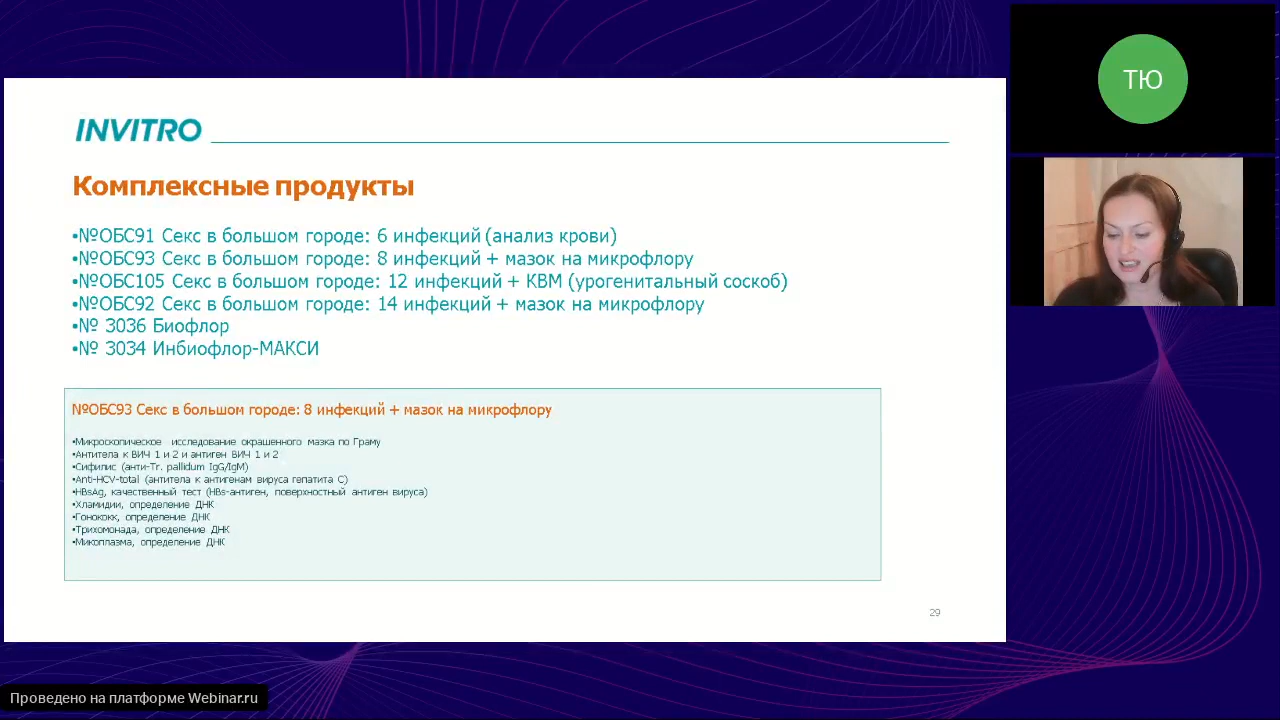 INVITRO
Комплексные продукты
•№ОБС91 Секс в большом городе: 6 инфекций (анализ крови)
•№ОБС93 Секс в большом городе: 8 инфекций + мазок на микрофлору
•№ОБС105 Секс в большом городе: 12 инфекций + КВМ (урогенитальный соскоб)
•№ОБС92 Секс в большом городе: 14 инфекций + мазок на микрофлору
•№ 3036 Биофлор
•№ 3034 Инбиофлор-МАКСИ
№ОБС93 Секс в большом городе: 8 инфекций + мазок на микрофлору
•Микроскопическое исследование окрашенного мазка по Граму
•Антитела к ВИЧ 1 и 2 и антиген ВИЧ 1 и 2
•Сифилис (анти-Tr. pallidum IgG/IgM)
•Anti-HCV-total (антитела к антигенам вируса гепатита C)
•HBsAg, качественный тест (HBs-антиген, поверхностный антиген вируса)
•Хламидии, определение ДНК
•Гонококк, определение ДНК
•Трихомонада, определение ДНК
•Микоплазма, определение ДНК
29
ТЮ
Проведено на платформе Webinar.ru